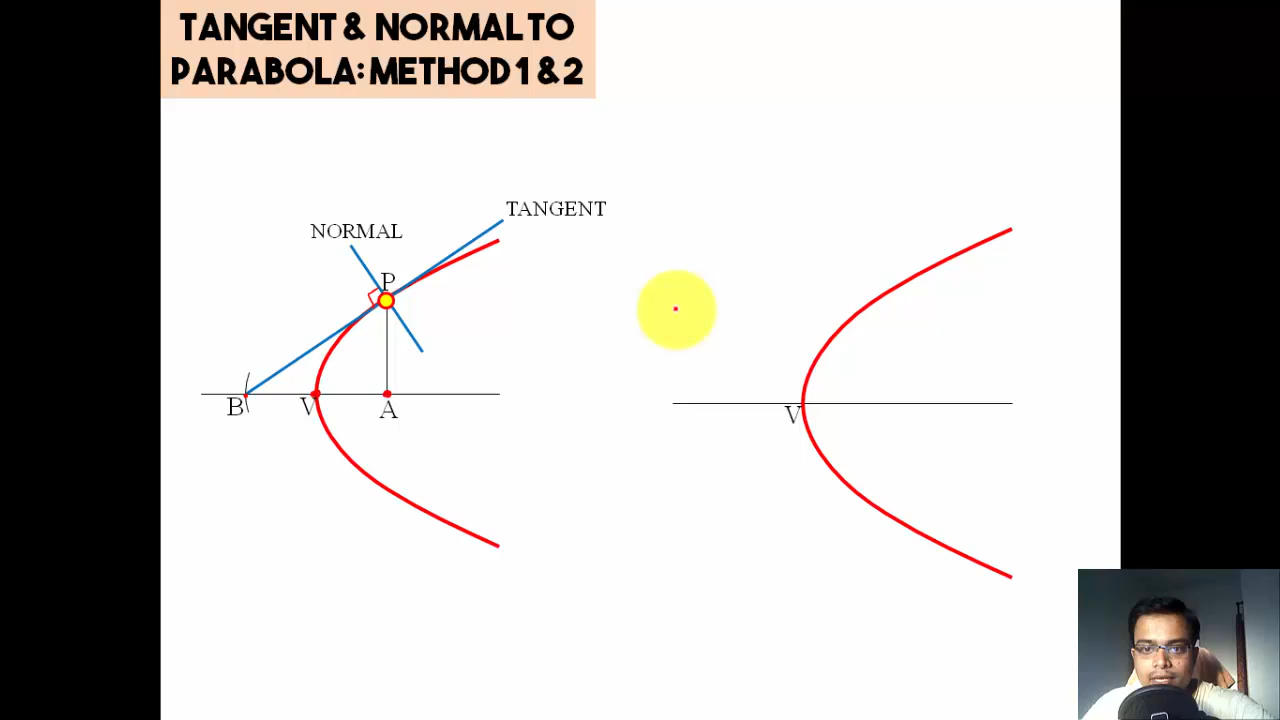 TANGENT & NORMAL TO
PARABOLA: METHOD 1 & 2
TANGENT
NORMAL
P
B
V
A
V